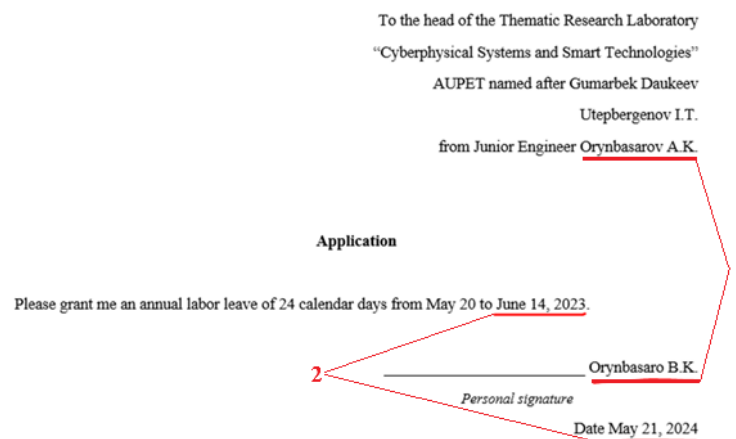 To the head of the Thematic Research Laboratory
“Cyberphysical Systems and Smart Technologies”
AUPET named after Gumarbek Daukeev
Utepbergenov I.T.
from Junior Engineer Orynbasarov A.K.
Application
Please grant me an annual labor leave of 24 calendar days from May 20 to June 14, 2023.
2
Orynbasaro B.K.
Personal signature
Date May 21, 2024